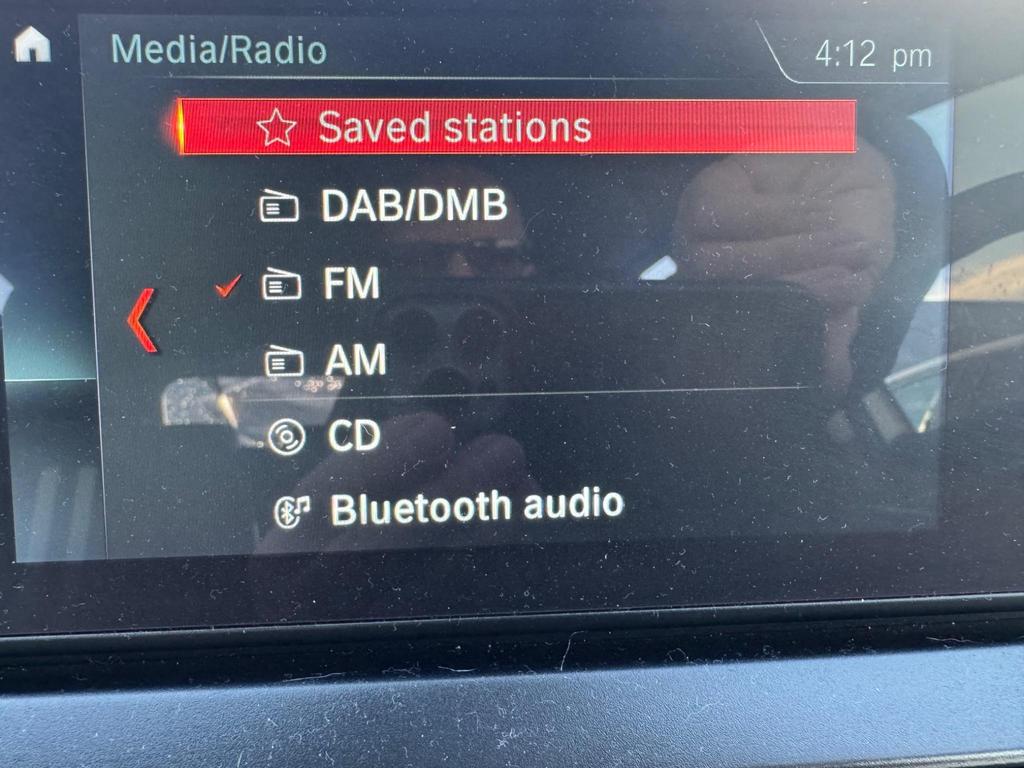 Media/Radio
4:12 pm
Saved stations
DAB/DMB
FM
AM
CD
Bluetooth audio